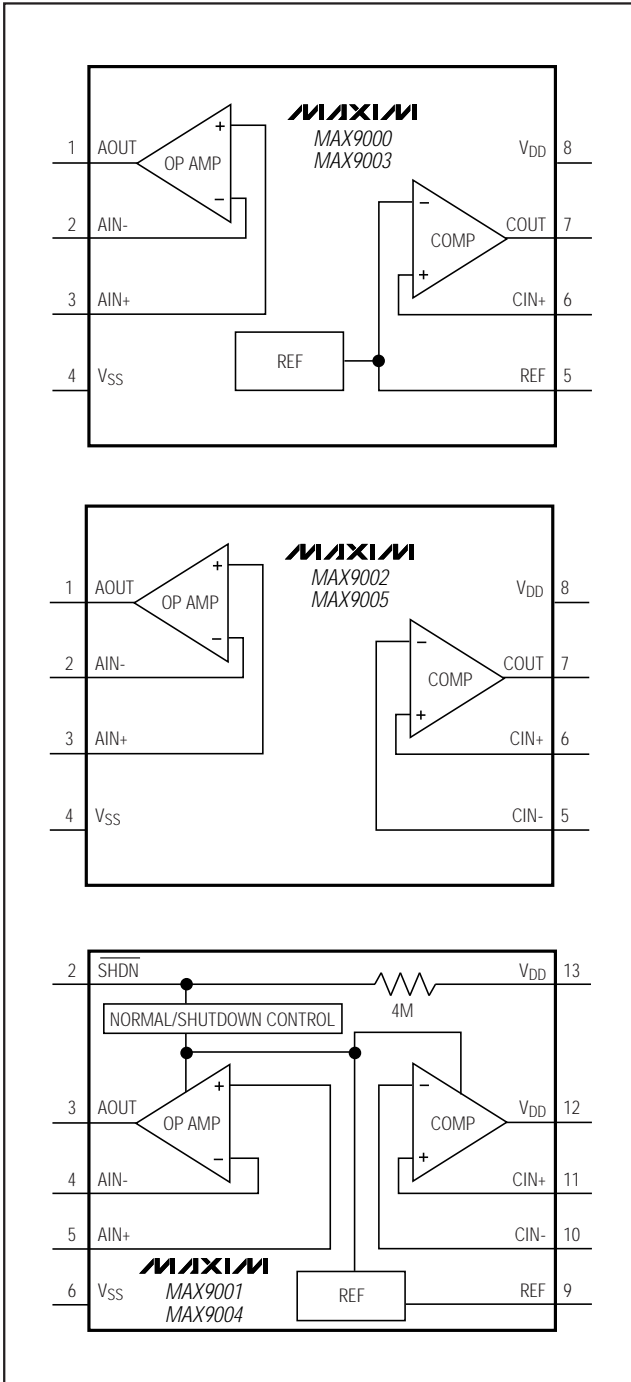 MAXIM
MAX9000
MAX9003
1 AOUT
OP AMP
+
−
2 AIN-
3 AIN+
4 VSS
REF
VDD 8
−
COMP
+
COUT 7
CIN+ 6
REF 5
MAXIM
MAX9002
MAX9005
1 AOUT
OP AMP
+
−
2 AIN-
3 AIN+
4 VSS
VDD 8
−
COMP
+
COUT 7
CIN+ 6
CIN- 5
2 SHDN
4M
VDD 13
NORMAL/SHUTDOWN CONTROL
3 AOUT
OP AMP
+
−
4 AIN-
5 AIN+
6 VSS
−
COMP
+
VDD 12
CIN+ 11
CIN- 10
REF 9
MAXIM
MAX9001
MAX9004
REF